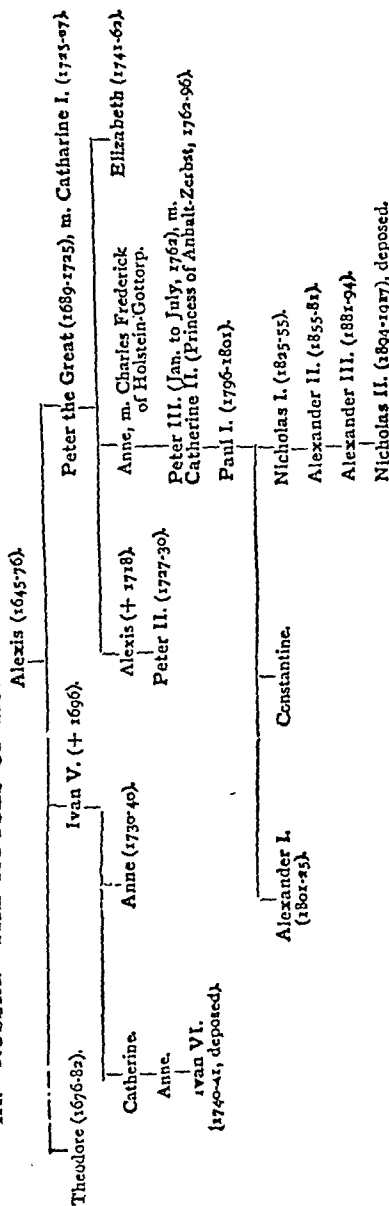 Alexis (1645-76).
Theodore (1676-82).
Ivan V. (+ 1696).
Peter the Great (1689-1725), m. Catharine I. (1725-27).
Catherine.
Anne (1730-40).
Alexis (+ 1718).
Anne, m. Charles Frederick
of Holstein-Gottorp.
Elizabeth (1741-62).
Anne.
Peter II. (1727-30).
Peter III. (Jan. to July, 1762), m.
Catherine II. (Princess of Anhalt-Zerbst, 1762-96).
Ivan VI.
(1740-41, deposed).
Paul I. (1796-1801).
Alexander I.
(1801-25).
Constantine.
Nicholas I. (1825-55).
Alexander II. (1855-81).
Alexander III. (1881-94).
Nicholas II. (1894-1917), deposed.